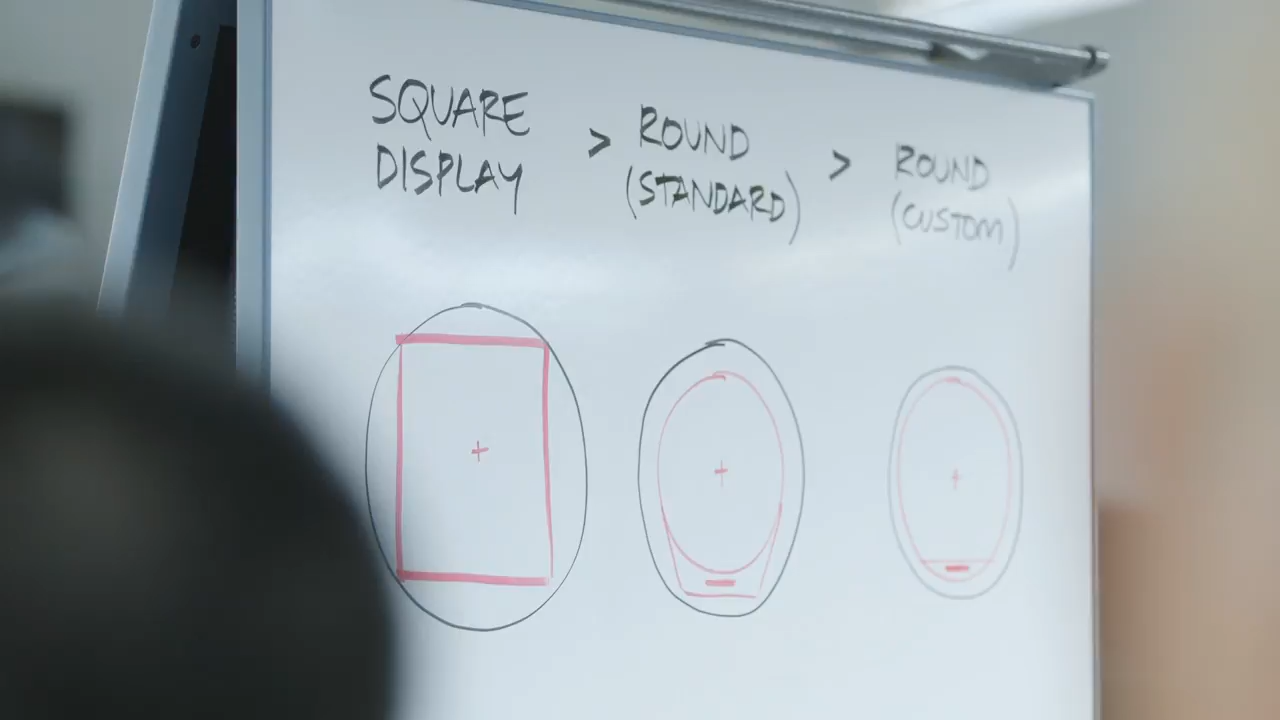 SQUARE
DISPLAY
>
ROUND
(STANDARD)
>
ROUND
(CUSTOM)